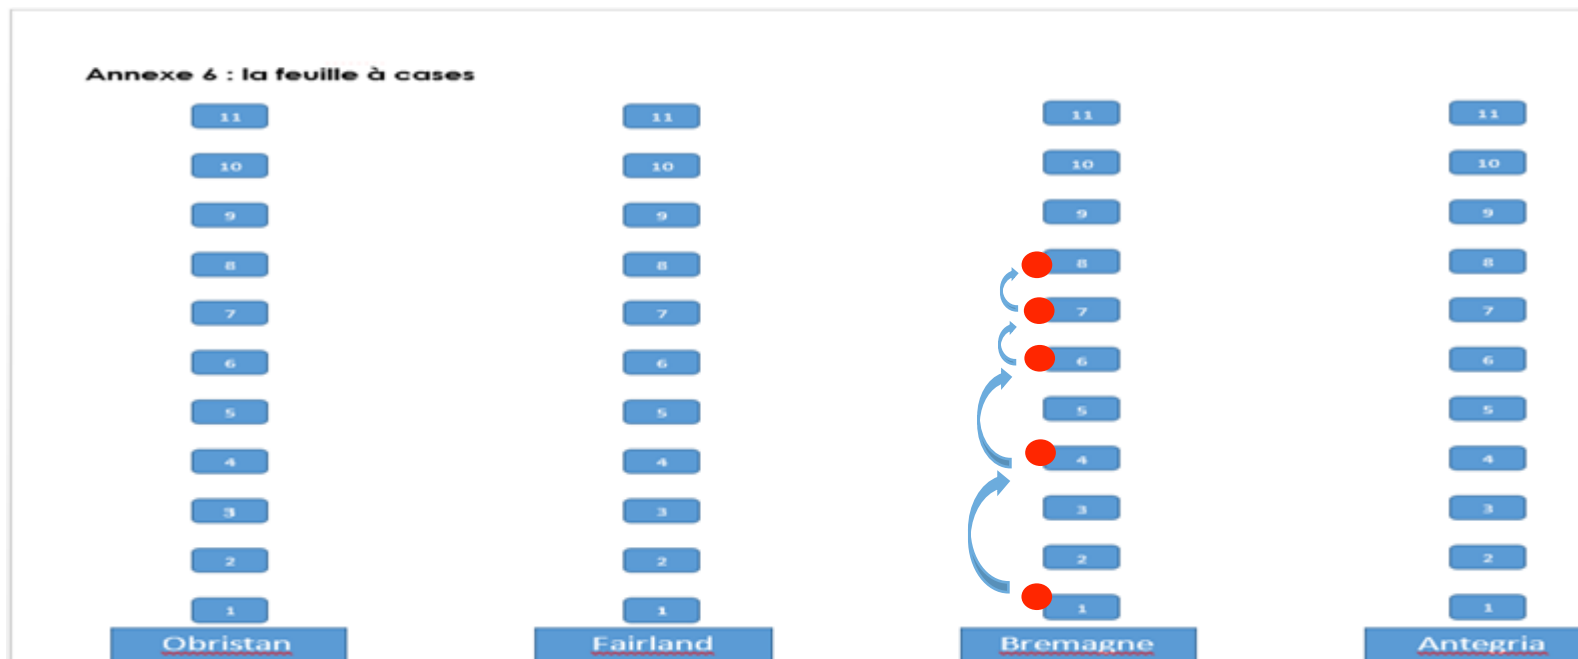 Annexe 6 : la feuille à cases
11 11 11 11
10 10 10 10
9 9 9 9
8 8 8 8
7 7 7 7
6 6 6 6
5 5 5 5
4 4 4 4
3 3 3 3
2 2 2 2
1 1 1 1
Obristan Fairland Bremagne Antegria